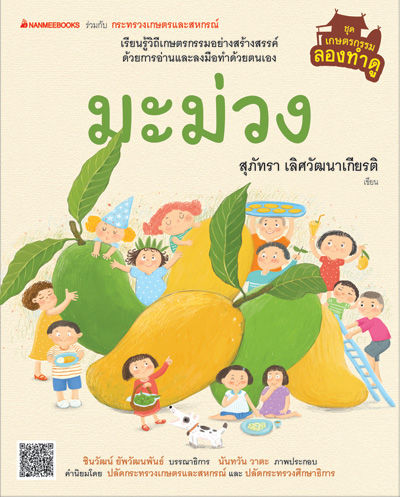 NANMEEBOOKS ร่วมกับ กระทรวงเกษตรและสหกรณ์
เรียนรู้วิถีเกษตรกรรมอย่างสร้างสรรค์
ด้วยการอ่านและลงมือทำด้วยตนเอง
ชุด
เกษตรกรรม
ลองทำดู
มะม่วง
สุภัทรา เลิศวัฒนาเกียรติ
เขียน
ชินวัฒน์ ยัพวัฒนพันธ์ บรรณาธิการ นันทวัน วาตะ ภาพประกอบ
คำนิยมโดย ปลัดกระทรวงเกษตรและสหกรณ์ และ ปลัดกระทรวงศึกษาธิการ